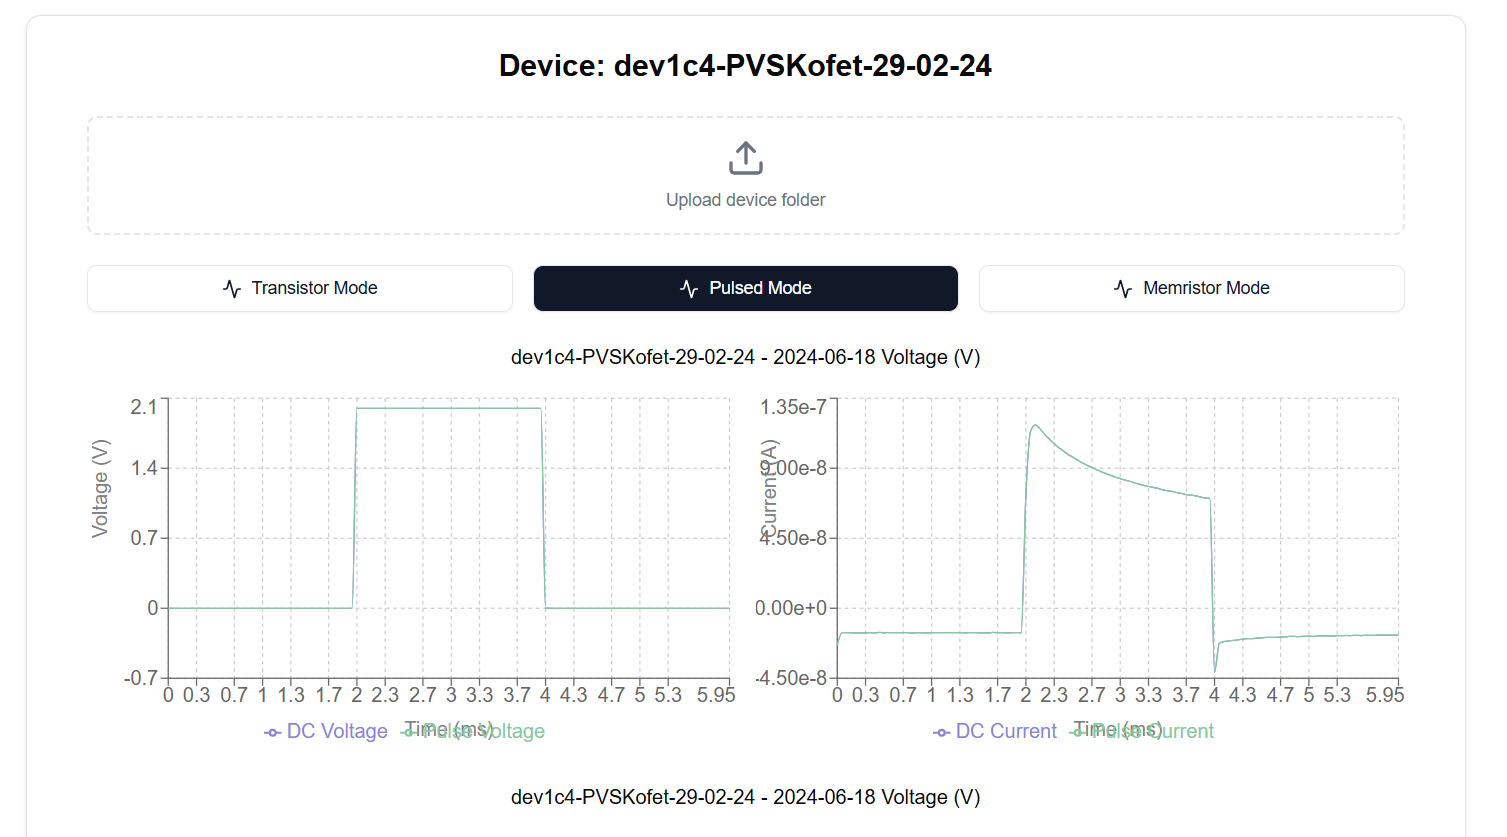 Device: dev1c4-PVSKofet-29-02-24
Upload device folder
Transistor Mode
Pulsed Mode
Memristor Mode
dev1c4-PVSKofet-29-02-24 - 2024-06-18 Voltage (V)
Voltage (V)
2.1
1.4
0.7
0
-0.7
0 0.3 0.7 1 1.3 1.7 2 2.3 2.7 3 3.3 3.7 4 4.3 4.7 5 5.3 5.95
Time (ms)
DC Voltage Pulse Voltage
Current (A)
1.35e-7
9.00e-8
4.50e-8
0.00e+0
-4.50e-8
0 0.3 0.7 1 1.3 1.7 2 2.3 2.7 3 3.3 3.7 4 4.3 4.7 5 5.3 5.95
Time (ms)
DC Current Pulse Current
dev1c4-PVSKofet-29-02-24 - 2024-06-18 Voltage (V)